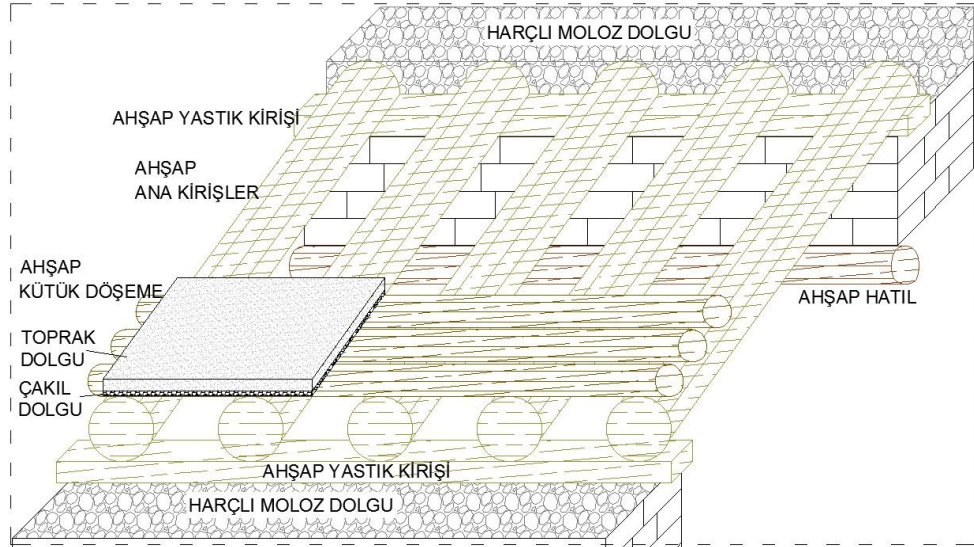 HARÇLI MOLOZ DOLGU
AHŞAP YASTIK KİRİŞİ
AHŞAP
ANA KİRİŞLER
AHŞAP
KÜTÜK DÖŞEME
AHŞAP HATIL
TOPRAK
DOLGU
ÇAKIL
DOLGU
AHŞAP YASTIK KİRİŞİ
HARÇLI MOLOZ DOLGU